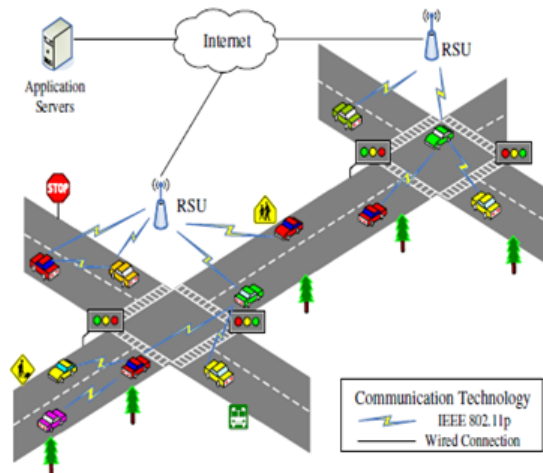 Internet
RSU
Application
Servers
STOP
RSU
Communication Technology
IEEE 802.11p
Wired Connection